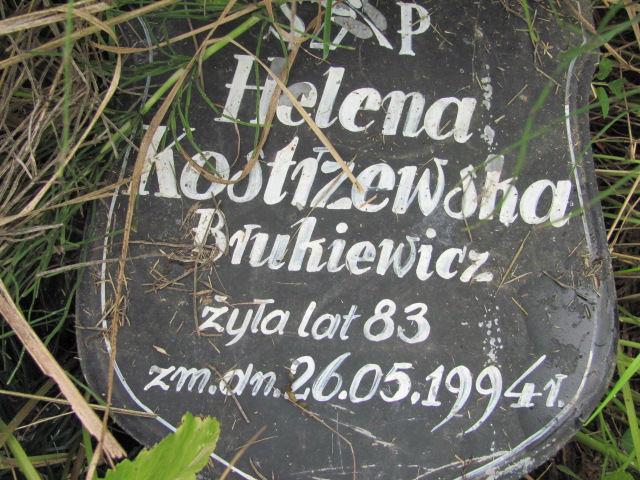 Ś P
Helena
Kostrzewska
Brukiewicz
żyła lat 83
zm. dn. 26.05.1994 r.